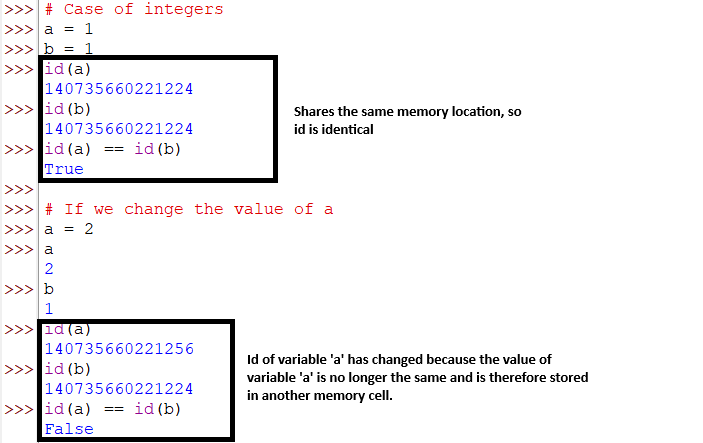 >>> # Case of integers
>>> a = 1
>>> b = 1
>>> id(a)
140735660221224
>>> id(b)
140735660221224
>>> id(a) == id(b)
True
Shares the same memory location, so
id is identical
>>>
>>> # If we change the value of a
>>> a = 2
>>> a
2
>>> b
1
>>> id(a)
140735660221256
>>> id(b)
140735660221224
>>> id(a) == id(b)
False
Id of variable 'a' has changed because the value of
variable 'a' is no longer the same and is therefore stored
in another memory cell.